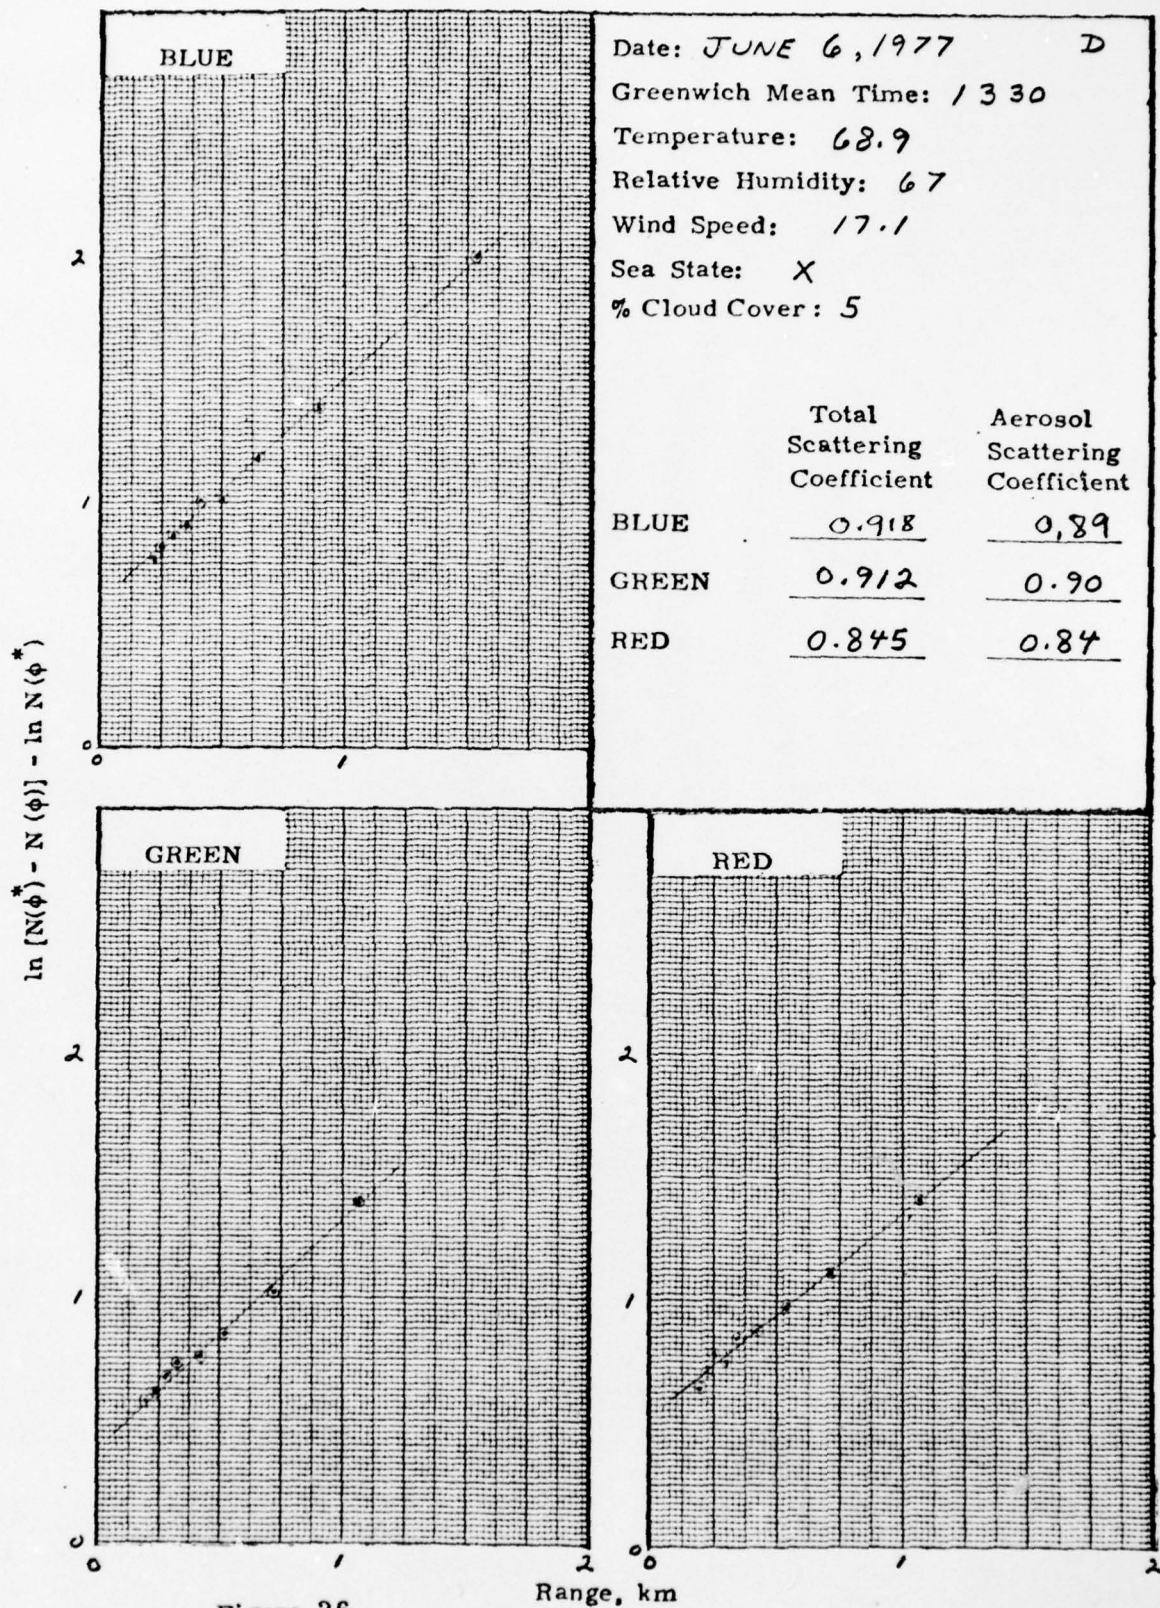 BLUE
Date: JUNE 6, 1977 D
Greenwich Mean Time: 1330
Temperature: 68.9
Relative Humidity: 67
Wind Speed: 17.1
Sea State: X
% Cloud Cover: 5
Total Scattering Coefficient
Aerosol Scattering Coefficient
BLUE 0.918 0,89
GREEN 0.912 0.90
RED 0.845 0.84
2
1
0
0 1
ln [N(ϕ*) - N (ϕ)] - ln N(ϕ*)
GREEN
2
1
0
0 1 2
RED
2
1
0
0 1 2
Range, km